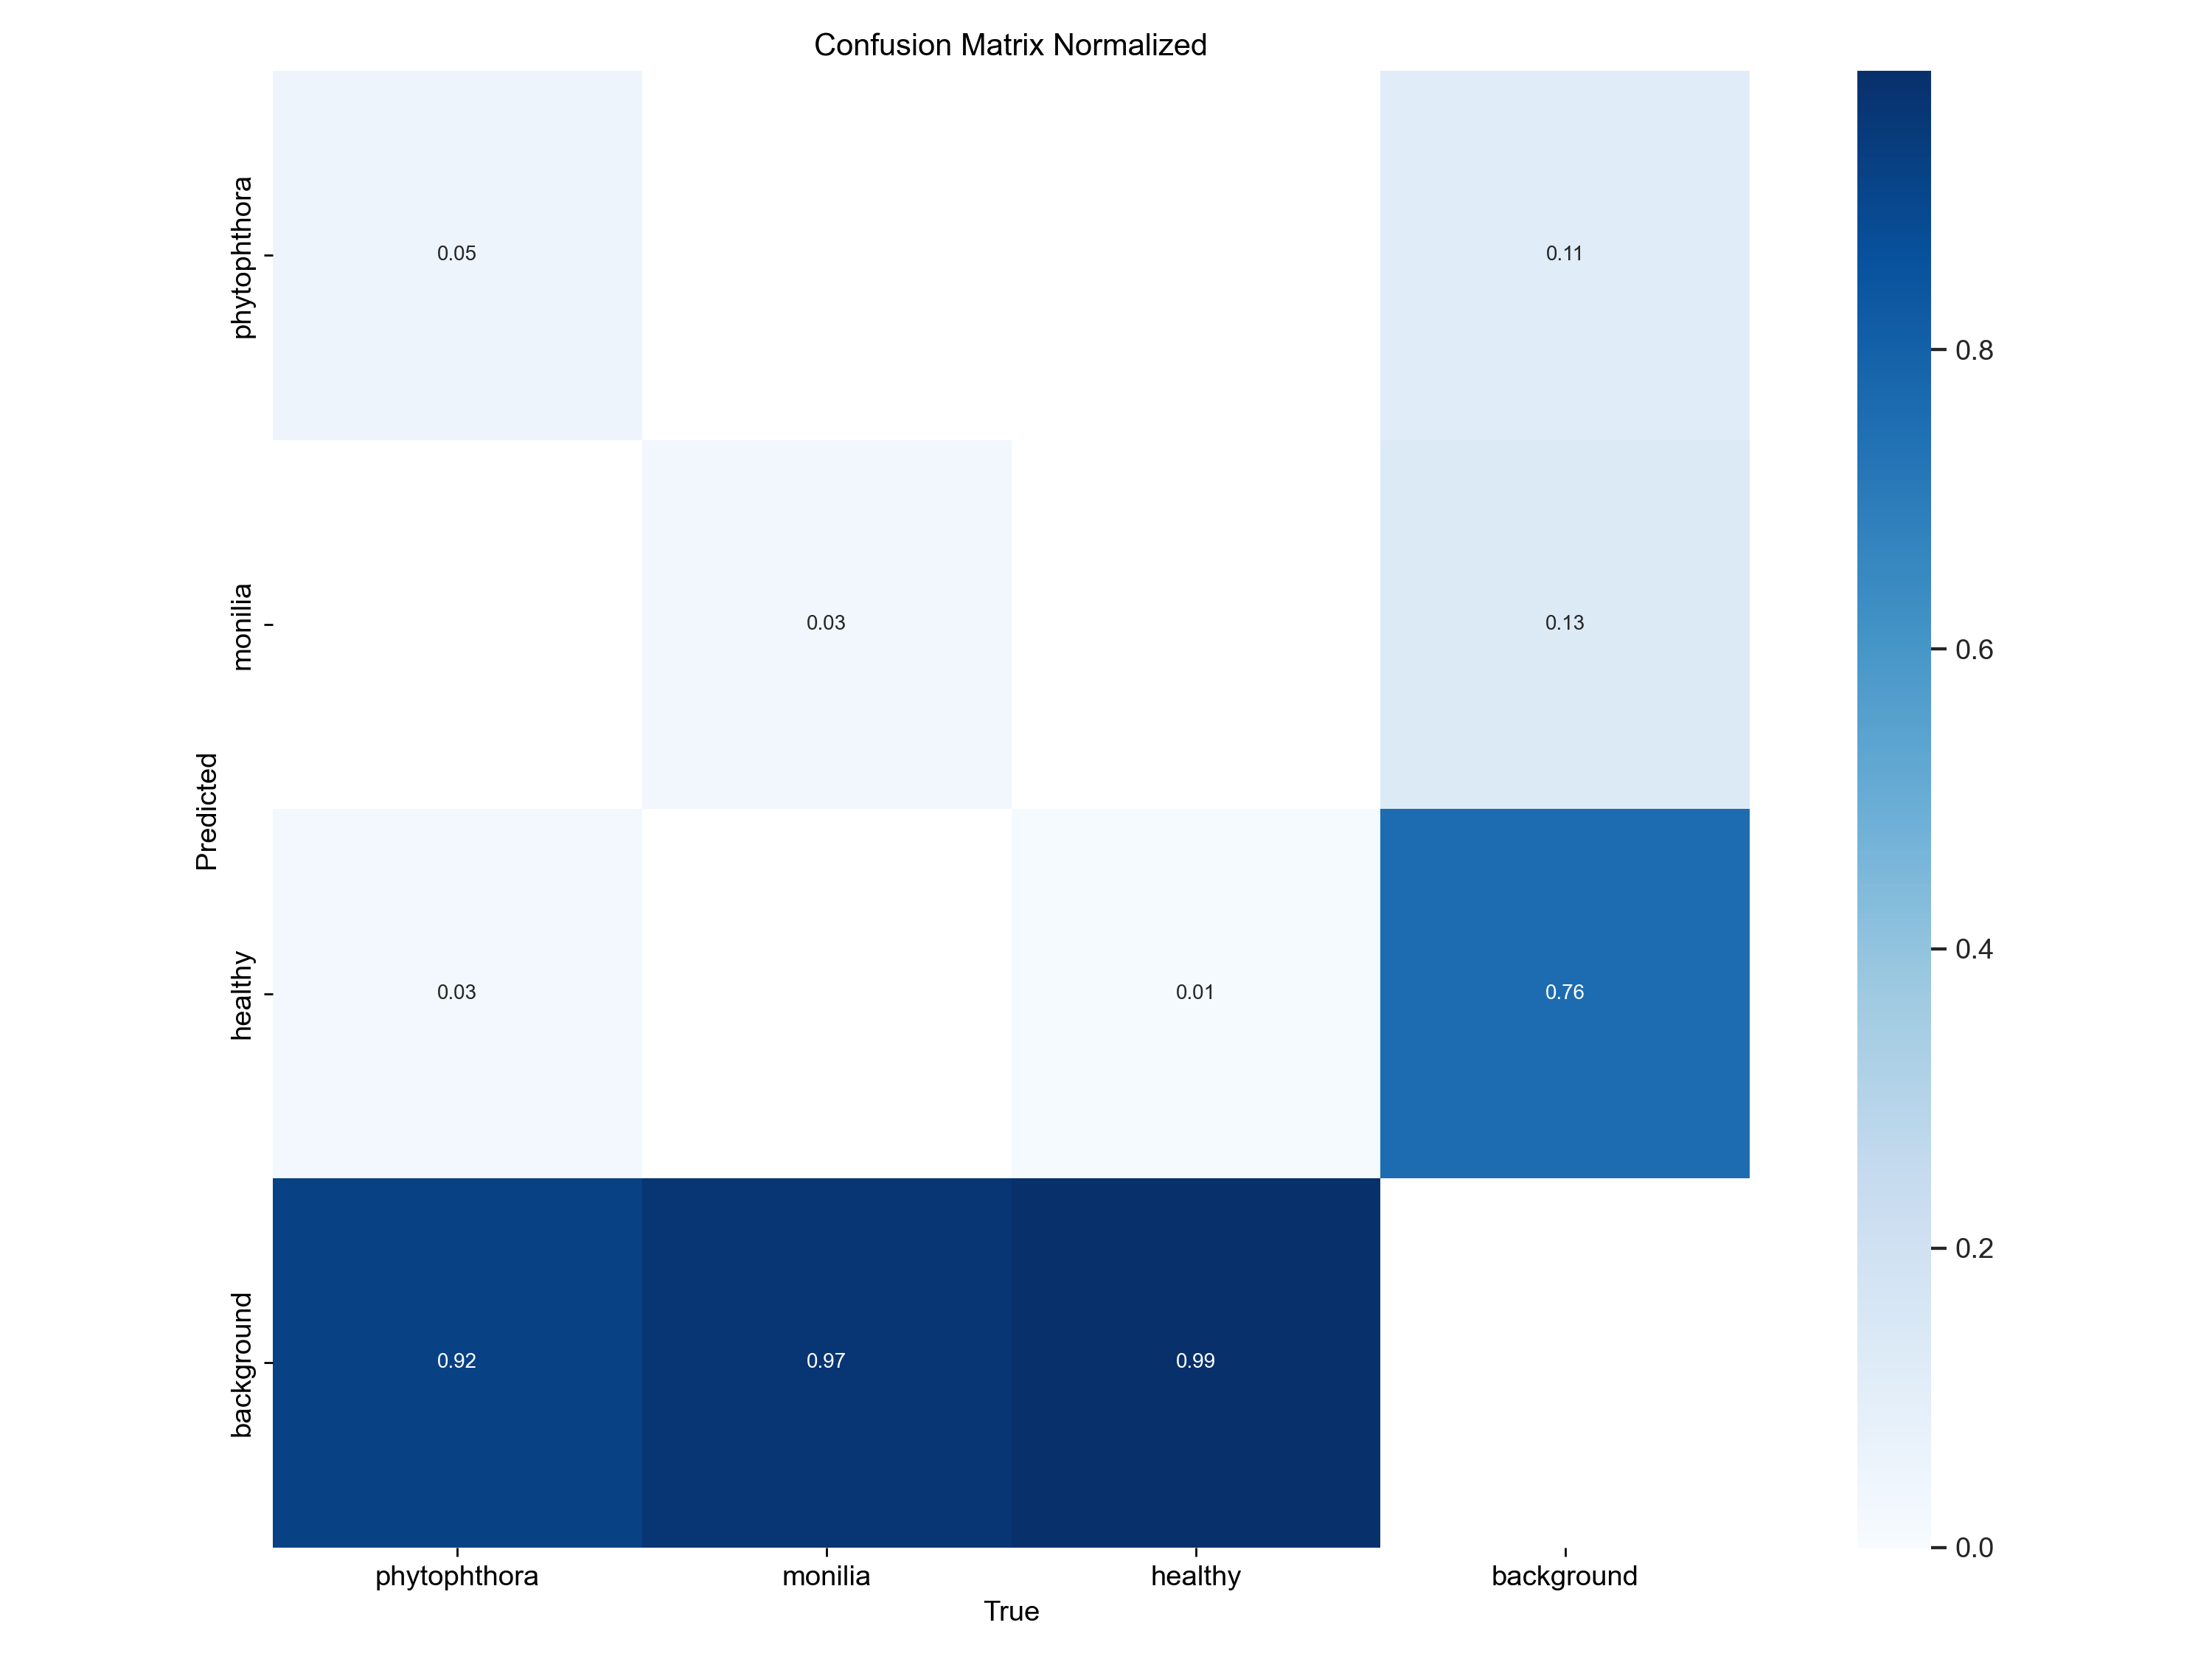 Confusion Matrix Normalized
phytophthora
0.05
0.11
monilia
0.03
0.13
healthy
0.03
0.01
0.76
background
0.92
0.97
0.99
Predicted
phytophthora
monilia
healthy
background
True
0.8
0.6
0.4
0.2
0.0